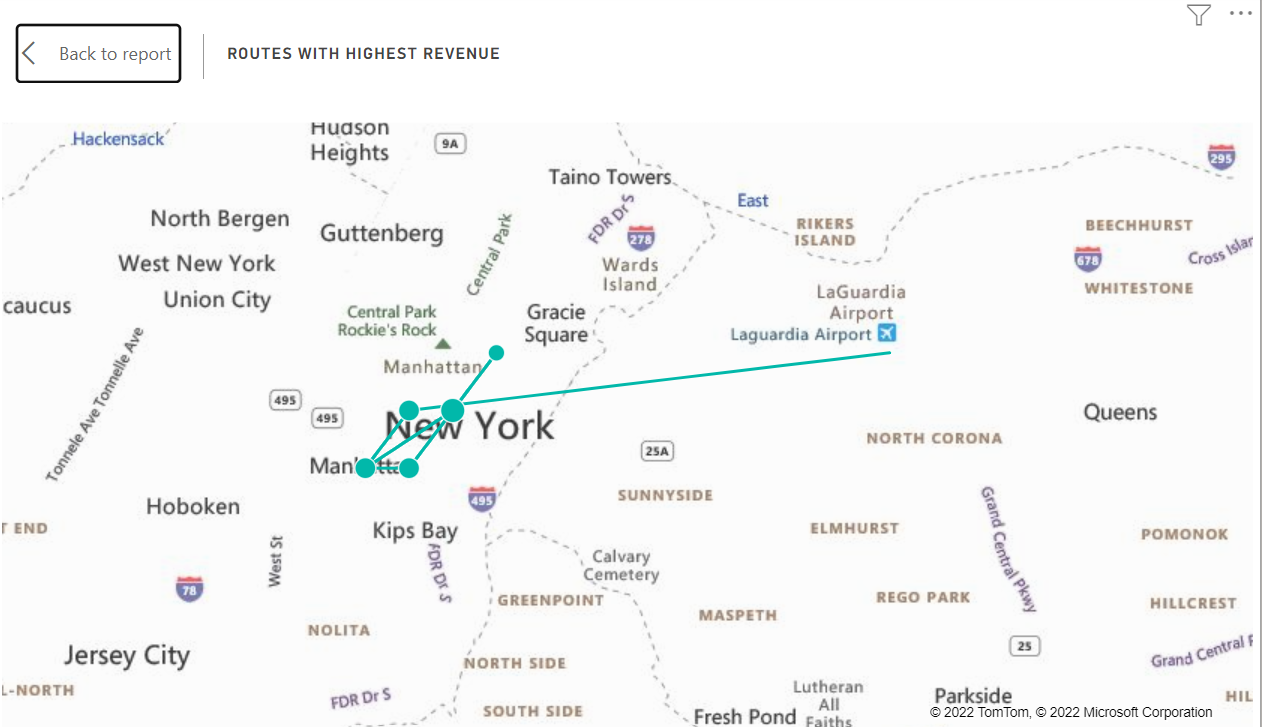 Back to report
ROUTES WITH HIGHEST REVENUE
Hackensack
Hudson
Heights
9A
295
Taino Towers
East
FDR Dr S
278
RIKERS
ISLAND
BEECHHURST
North Bergen
Guttenberg
Central Park
678
Cross Islan
West New York
Wards
Island
WHITESTONE
Union City
caucus
LaGuardia
Airport
Central Park
Rockie's Rock
Gracie
Square
Laguardia Airport
Tonnele Ave Tonnelle Ave
Manhattan
495
495
New York
Queens
NORTH CORONA
25A
495
SUNNYSIDE
Hoboken
Kips Bay
T END
ELMHURST
Grand Central Pkwy
POMONOK
West St
FDR Dr S
Calvary
Cemetery
78
GREENPOINT
MASPETH
REGO PARK
HILLCREST
NOLITA
25
Jersey City
NORTH SIDE
Grand Central P
L-NORTH
FDR Dr S
SOUTH SIDE
Lutheran
All
Faiths
Fresh Pond
Parkside
HIL
© 2022 TomTom, © 2022 Microsoft Corporation